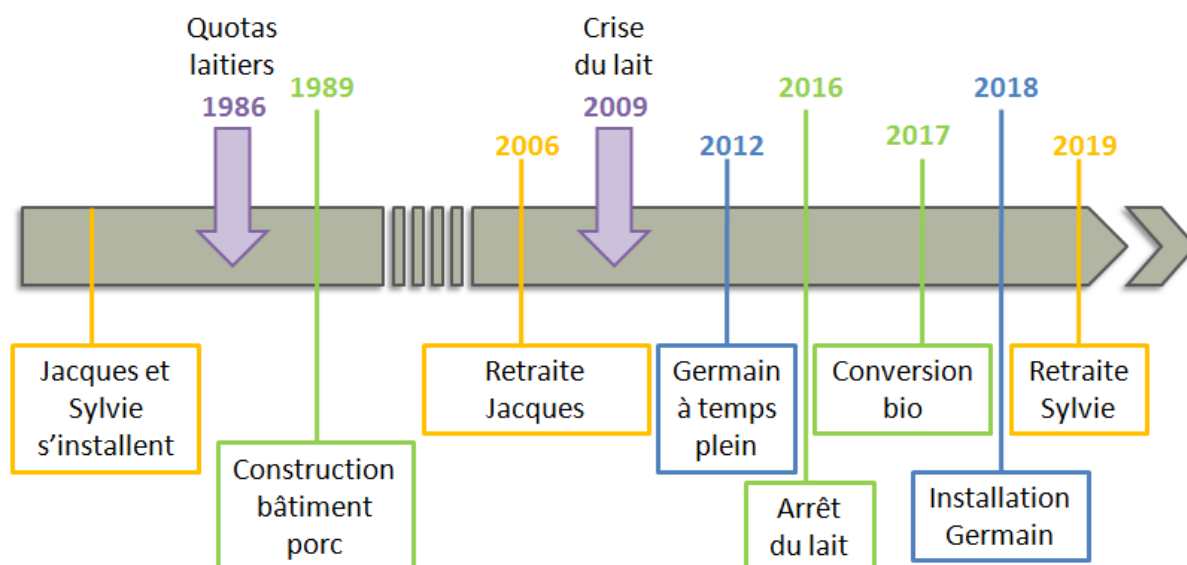 Quotas
laitiers
1986
1989
Crise
du lait
2009
2006
2012
2016
2017
2018
2019
Jacques et
Sylvie
s'installent
Construction
bâtiment
porc
Retraite
Jacques
Germain
à temps
plein
Arrêt
du lait
Conversion
bio
Installation
Germain
Retraite
Sylvie